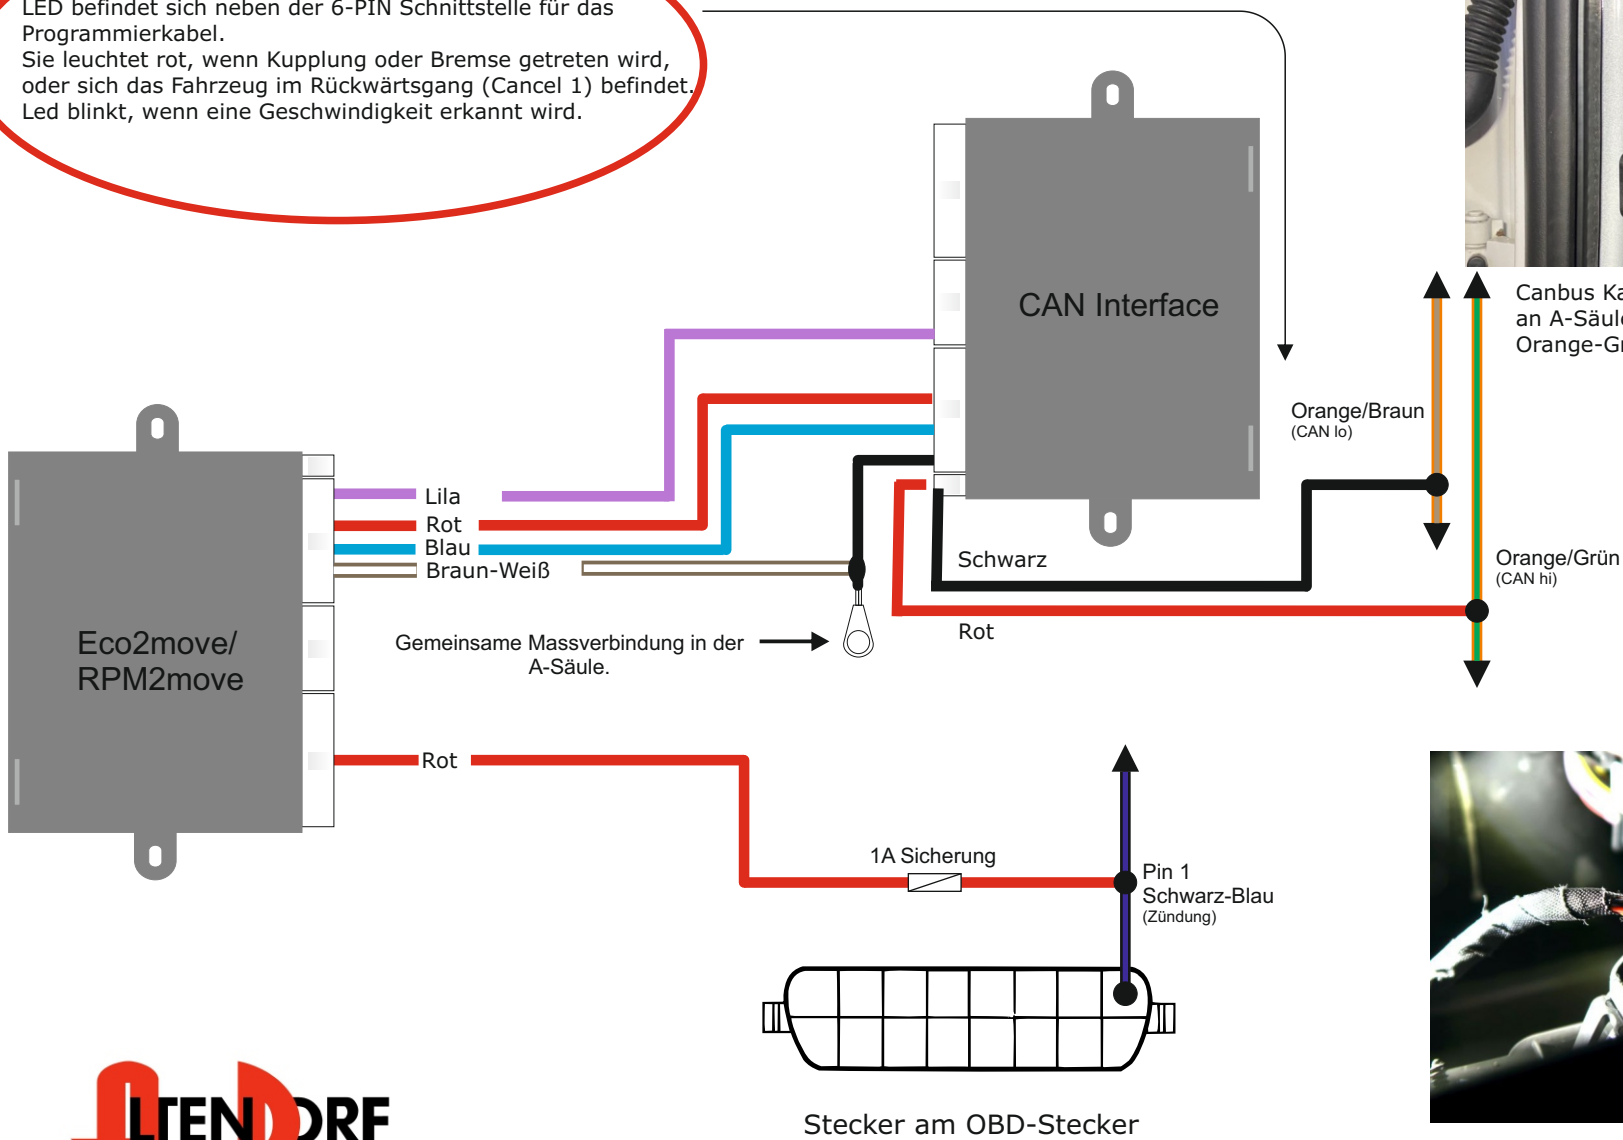 LED befindet sich neben der 6-PIN Schnittstelle für das
Programmierkabel.
Sie leuchtet rot, wenn Kupplung oder Bremse getreten wird,
oder sich das Fahrzeug im Rückwärtsgang (Cancel 1) befindet.
Led blinkt, wenn eine Geschwindigkeit erkannt wird.
CAN Interface
Canbus
an
Orange/Braun
(CAN lo)
Lila
Rot
Blau
Braun-Weiß
Schwarz
Orange/Grün
(CAN hi)
Rot
Gemeinsame Massverbindung in der
A-Säule.
Eco2move/
RPM2move
Rot
1A Sicherung
Pin 1
Schwarz-Blau
(Zündung)
ALTENDORF
Stecker am OBD-Stecker